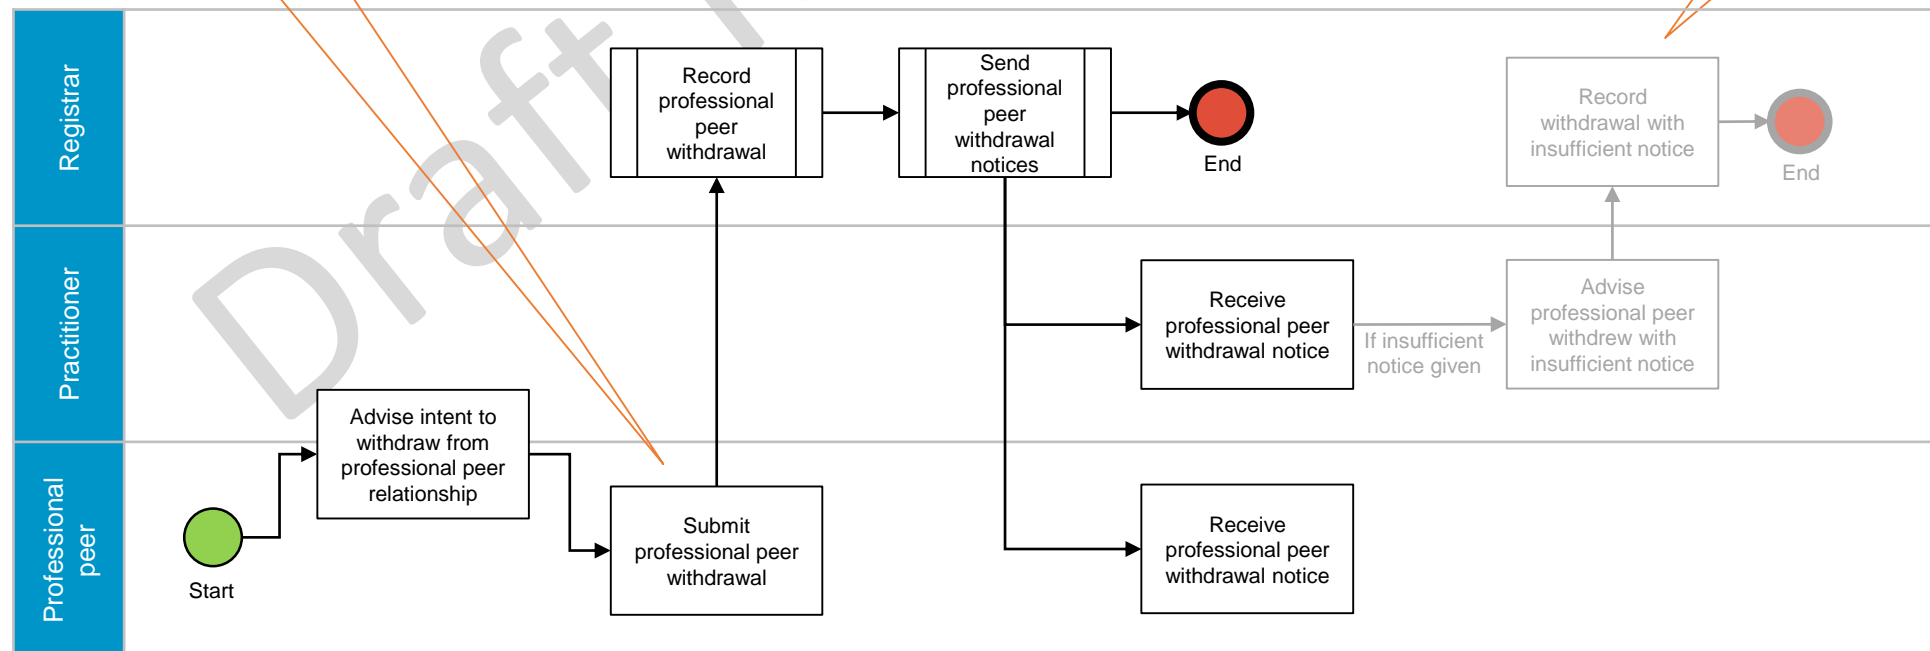 Registrar
Record
professional
peer
withdrawal
Send
professional
peer
withdrawal
notices
End
Record
withdrawal with
insufficient notice
End
Practitioner
Receive
professional peer
withdrawal notice
If insufficient
notice given
Advise
professional peer
withdrew with
insufficient notice
Professional
peer
Start
Advise intent to
withdraw from
professional peer
relationship
Submit
professional peer
withdrawal
Receive
professional peer
withdrawal notice
Draft